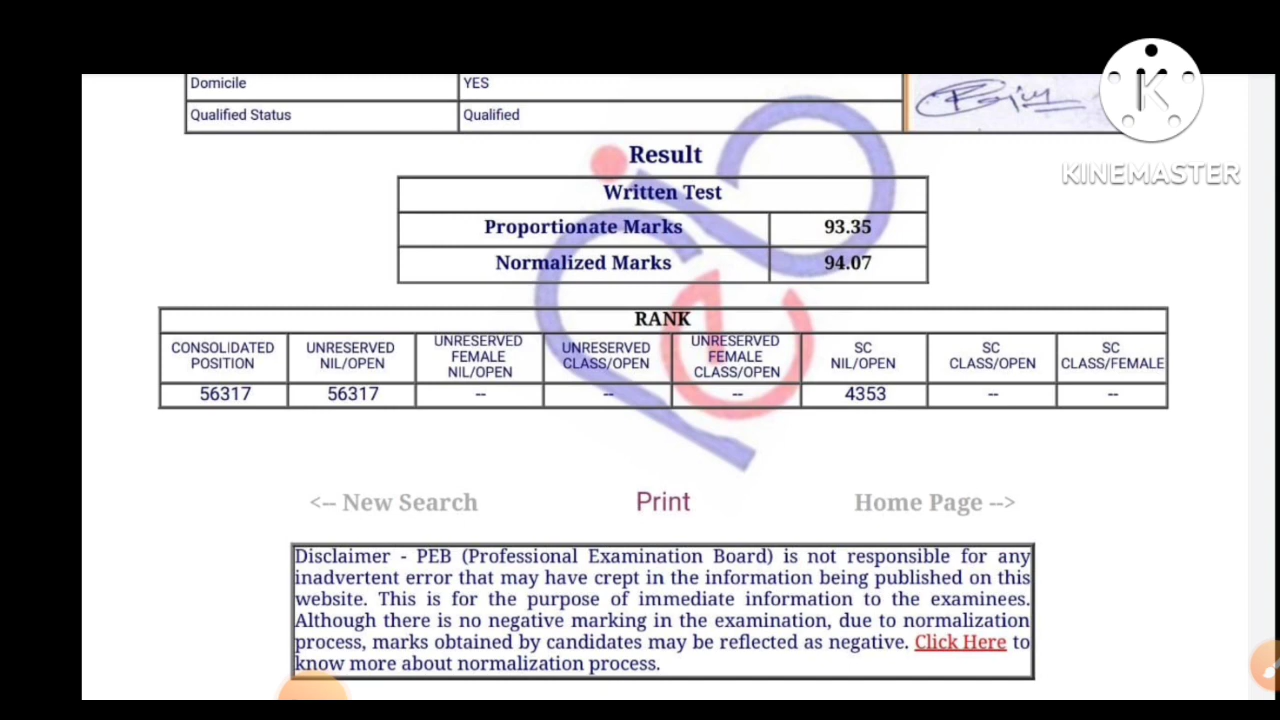 Domicile YES
Qualified Status Qualified
K
KINEMASTER
Result
Written Test
Proportionate Marks 93.35
Normalized Marks 94.07
RANK
CONSOLIDATED POSITION UNRESERVED NIL/OPEN UNRESERVED FEMALE NIL/OPEN UNRESERVED CLASS/OPEN UNRESERVED FEMALE CLASS/OPEN SC NIL/OPEN SC CLASS/OPEN SC CLASS/FEMALE
56317 56317 -- -- -- 4353 -- --
<-- New Search Print Home Page -->
Disclaimer - PEB (Professional Examination Board) is not responsible for any
inadvertent error that may have crept in the information being published on this
website. This is for the purpose of immediate information to the examinees.
Although there is no negative marking in the examination, due to normalization
process, marks obtained by candidates may be reflected as negative. Click Here to
know more about normalization process.